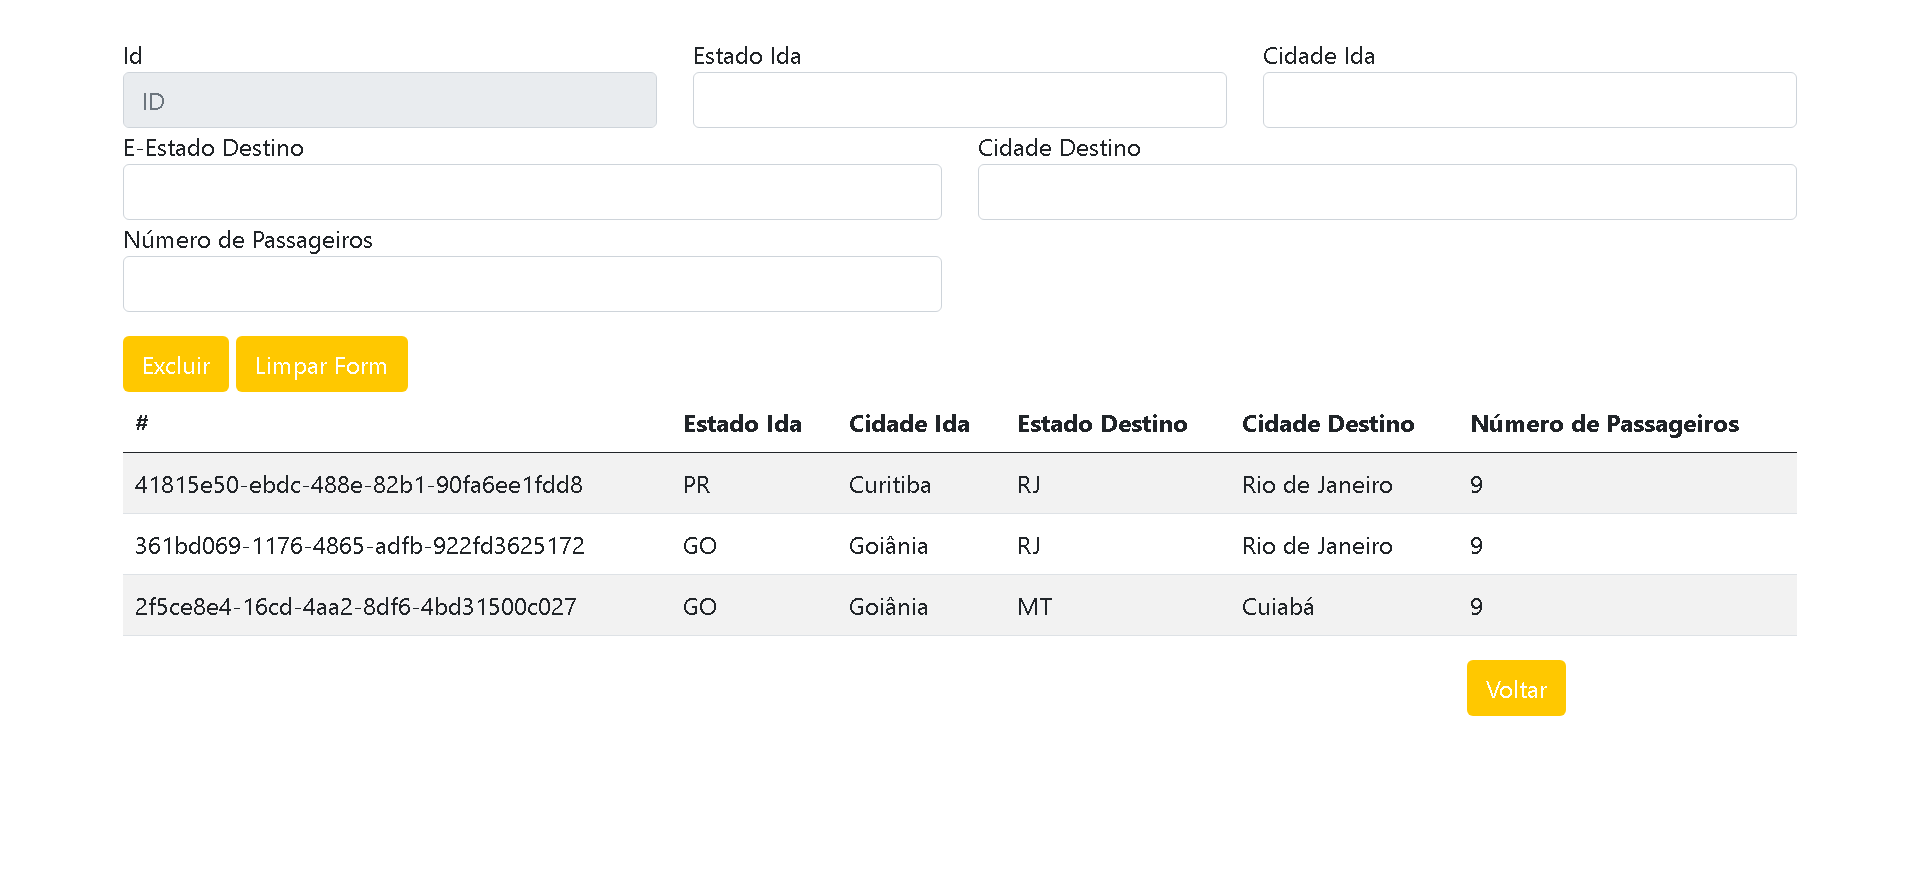 Id Estado Ida Cidade Ida
ID
E-Estado Destino Cidade Destino
Número de Passageiros
Excluir Limpar Form
# Estado Ida Cidade Ida Estado Destino Cidade Destino Número de Passageiros
41815e50-ebdc-488e-82b1-90fa6ee1fdd8 PR Curitiba RJ Rio de Janeiro 9
361bd069-1176-4865-adfb-922fd3625172 GO Goiânia RJ Rio de Janeiro 9
2f5ce8e4-16cd-4aa2-8df6-4bd31500c027 GO Goiânia MT Cuiabá 9
Voltar